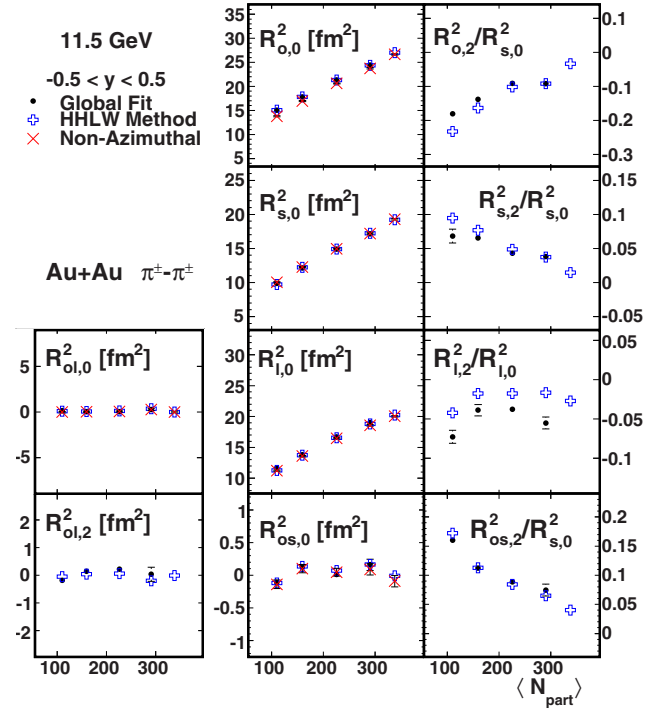 11.5 GeV
-0.5 < y < 0.5
Global Fit
HHLW Method
Non-Azimuthal
Au+Au π±-π±
R²o,0 [fm²]
35
30
25
20
15
10
5
R²o,2/R²s,0
0.1
0
-0.1
-0.2
-0.3
R²s,0 [fm²]
25
20
15
10
5
R²s,2/R²s,0
0.1
0.05
0
-0.05
R²ol,0 [fm²]
5
0
-5
R²l,0 [fm²]
30
25
20
15
10
R²l,2/R²l,0
0.05
0
-0.05
-0.1
R²ol,2 [fm²]
2
1
0
-1
-2
R²os,0 [fm²]
1
0.5
0
-0.5
-1
R²os,2/R²s,0
0.2
0.1
0.05
0
100 200 300
100 200 300
100 200 300
⟨ Npart ⟩